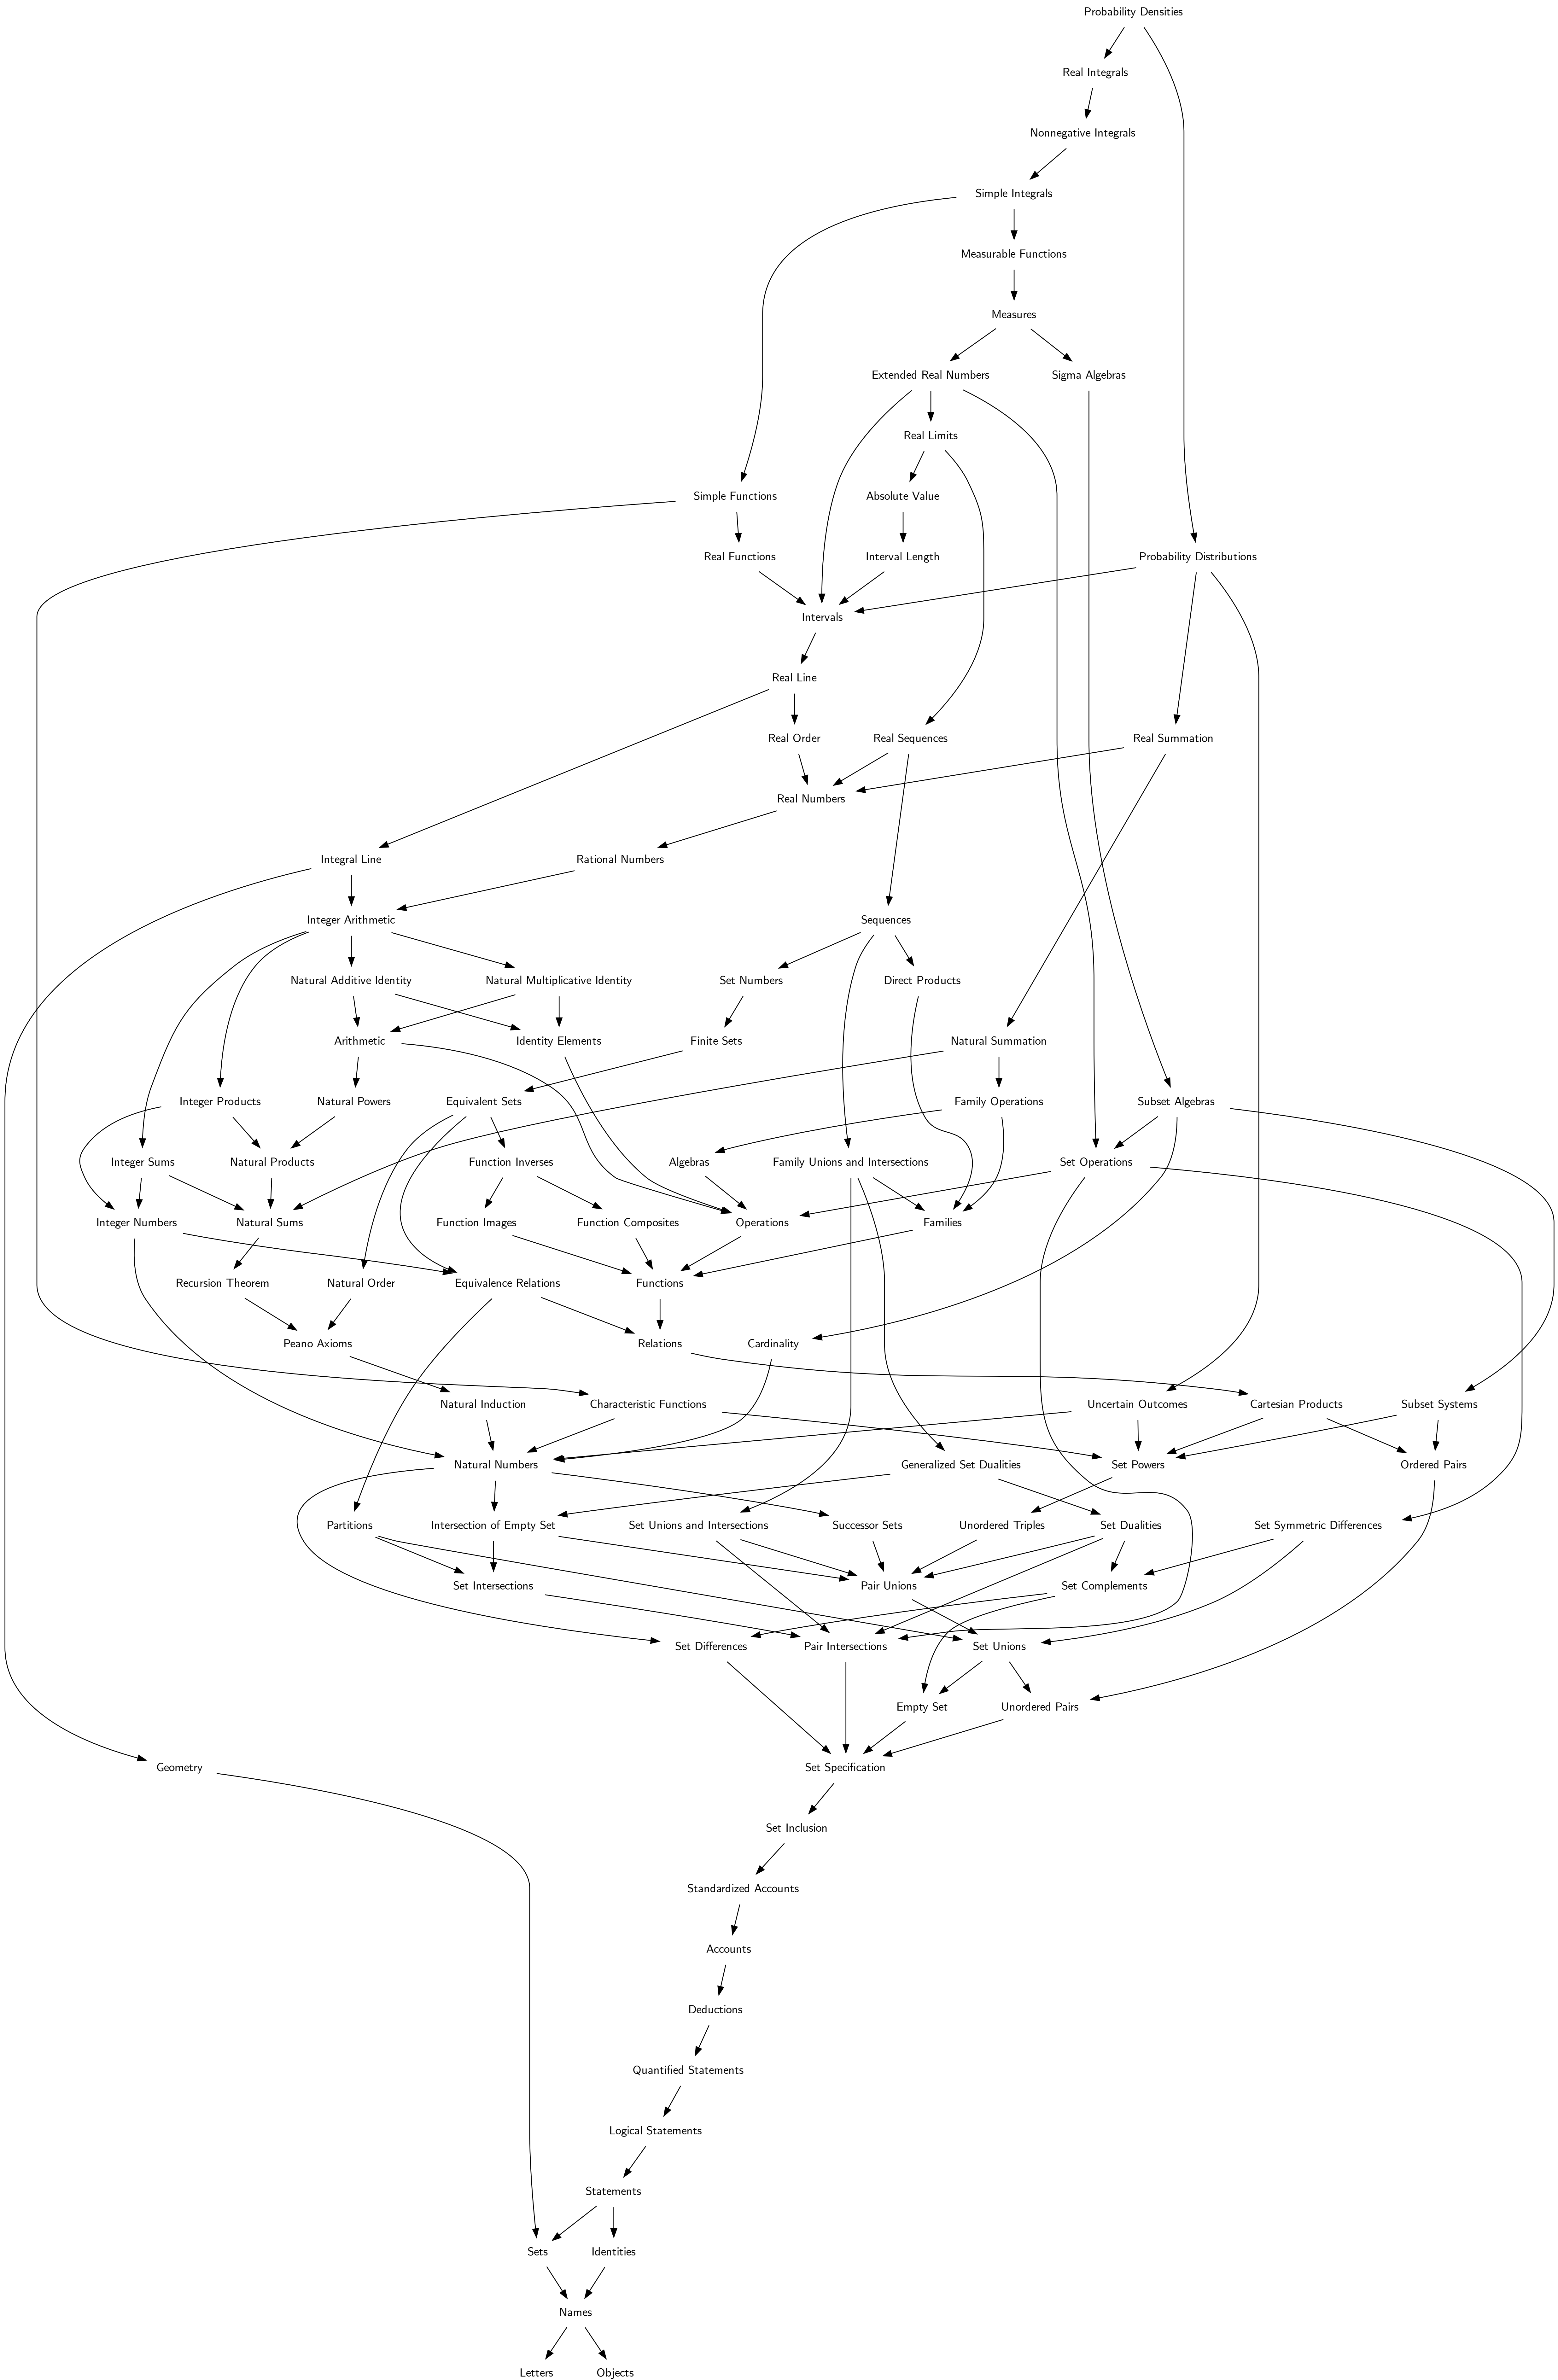 Probability Densities
Real Integrals
Nonnegative Integrals
Simple Integrals
Measurable Functions
Measures
Extended Real Numbers
Sigma Algebras
Real Limits
Simple Functions
Absolute Value
Real Functions
Interval Length
Probability Distributions
Intervals
Real Line
Real Order
Real Sequences
Real Summation
Real Numbers
Integral Line
Rational Numbers
Integer Arithmetic
Sequences
Natural Additive Identity
Natural Multiplicative Identity
Set Numbers
Direct Products
Arithmetic
Identity Elements
Finite Sets
Natural Summation
Integer Products
Natural Powers
Equivalent Sets
Family Operations
Subset Algebras
Integer Sums
Natural Products
Function Inverses
Algebras
Family Unions and Intersections
Set Operations
Integer Numbers
Natural Sums
Function Images
Function Composites
Operations
Families
Recursion Theorem
Natural Order
Equivalence Relations
Functions
Peano Axioms
Relations
Cardinality
Natural Induction
Characteristic Functions
Uncertain Outcomes
Cartesian Products
Subset Systems
Natural Numbers
Generalized Set Dualities
Set Powers
Ordered Pairs
Partitions
Intersection of Empty Set
Set Unions and Intersections
Successor Sets
Unordered Triples
Set Dualities
Set Symmetric Differences
Set Intersections
Pair Unions
Set Complements
Set Differences
Pair Intersections
Set Unions
Empty Set
Unordered Pairs
Geometry
Set Specification
Set Inclusion
Standardized Accounts
Accounts
Deductions
Quantified Statements
Logical Statements
Statements
Sets
Identities
Names
Letters
Objects